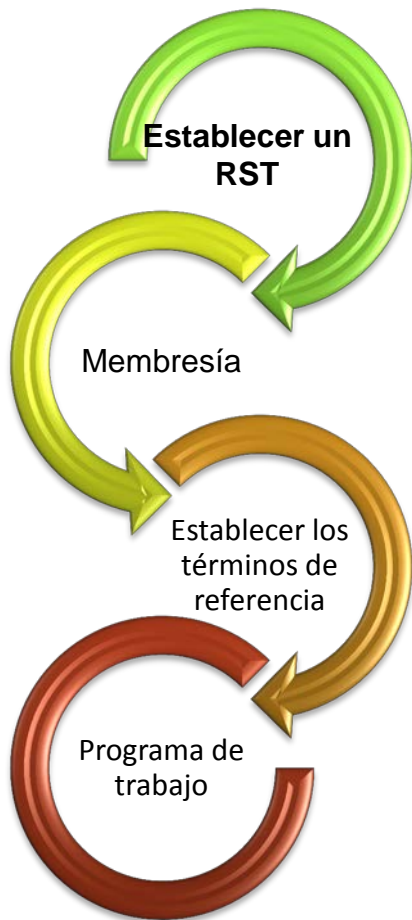 Establecer un
RST
Membresía
Establecer los
términos de
referencia
Programa de
trabajo